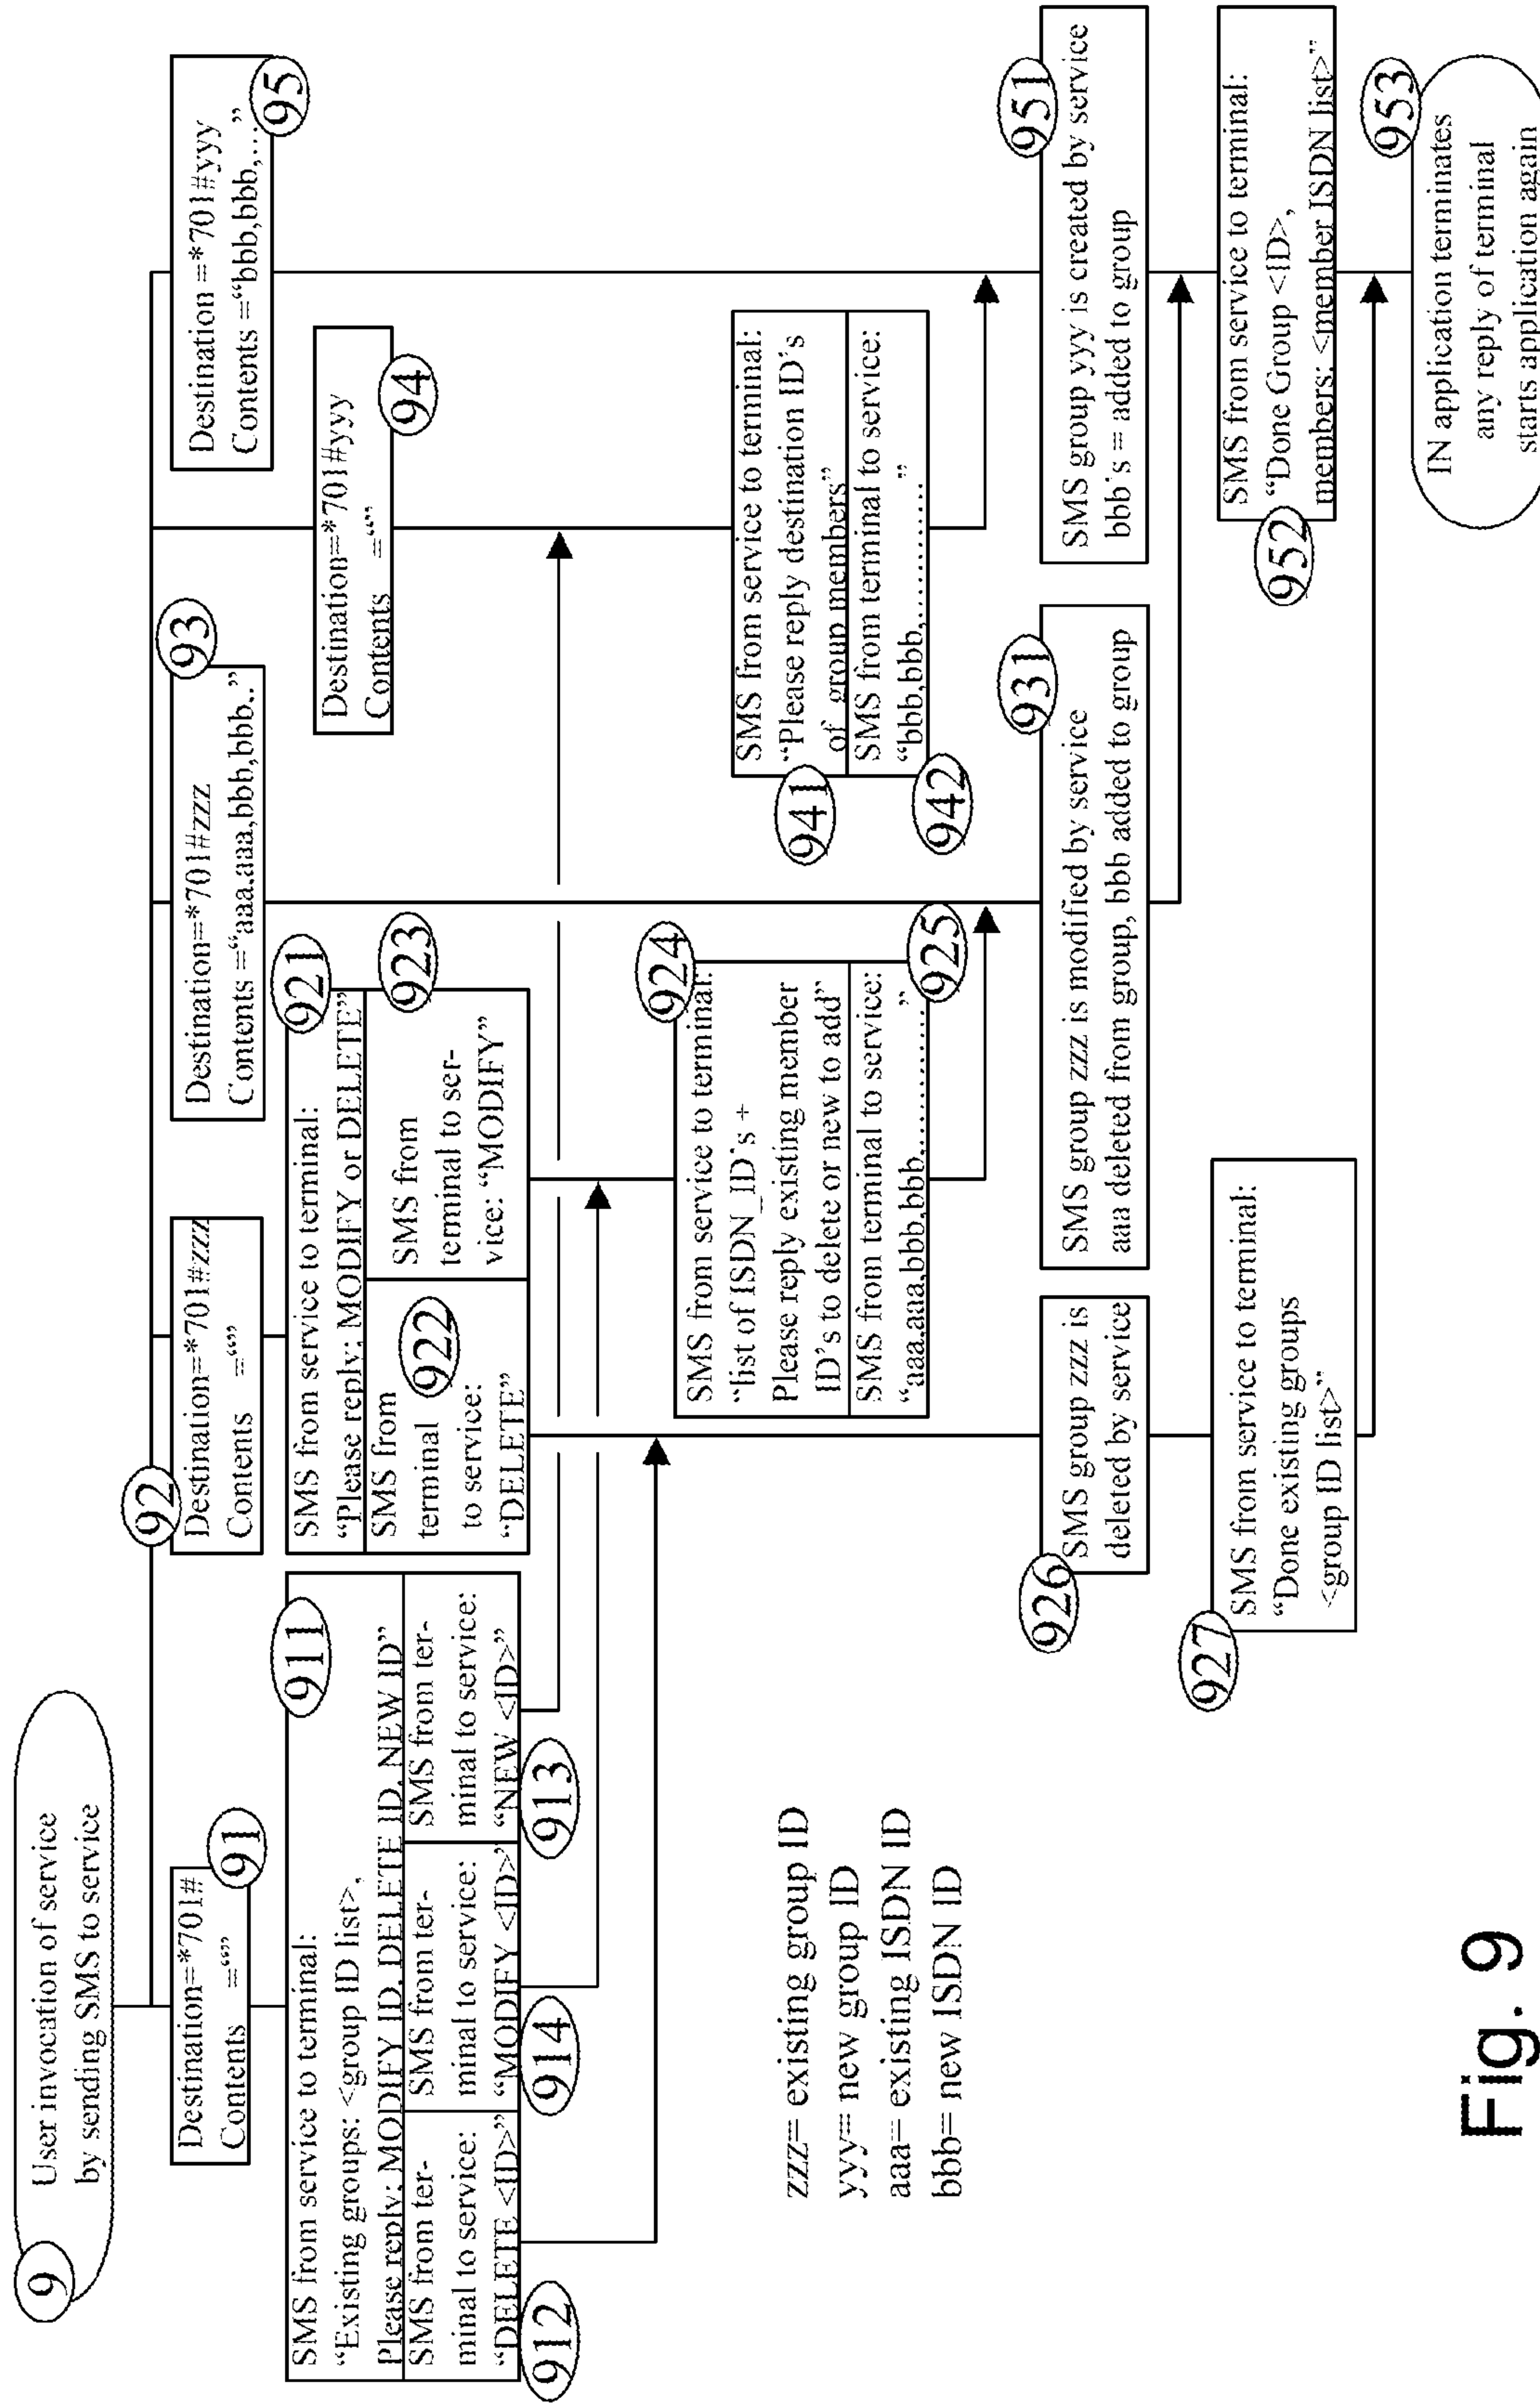 9
User invocation of service
by sending SMS to service
Destination=*701#
Contents =“”
91
92
Destination=*701#zzz
Contents =“”
Destination=*701#zzz
Contents =“aaa,aaa,bbb,bbb..”
93
Destination=*701#yyy
Contents =“”
94
Destination =*701#yyy
Contents =“bbb,bbb,...”
95
SMS from service to terminal:
“Existing groups: <group ID list>,
Please reply: MODIFY ID, DELETE ID, NEW ID”
911
SMS from ter-
minal to service:
“DELETE <ID>”
912
SMS from ter-
minal to service:
“MODIFY <ID>”
914
SMS from ter-
minal to service:
“NEW <ID>”
913
SMS from service to terminal:
“Please reply: MODIFY or DELETE”
921
SMS from
terminal
to service:
“DELETE”
922
SMS from
terminal to ser-
vice: “MODIFY”
923
924
SMS from service to terminal:
“list of ISDN_ID's +
Please reply existing member
ID's to delete or new to add”
SMS from terminal to service:
“aaa,aaa,bbb,bbb,...............”
925
SMS from service to terminal:
“Please reply destination ID's
of group members”
941
SMS from terminal to service:
“bbb,bbb,...............”
942
zzz= existing group ID
yyy= new group ID
aaa= existing ISDN ID
bbb= new ISDN ID
926
SMS group zzz is
deleted by service
931
SMS group zzz is modified by service
aaa deleted from group, bbb added to group
951
SMS group yyy is created by service
bbb's = added to group
927
SMS from service to terminal:
“Done existing groups
<group ID list>”
952
SMS from service to terminal:
“Done Group <ID>,
members: <member ISDN list>”
953
IN application terminates
any reply of terminal
starts application again
Fig. 9